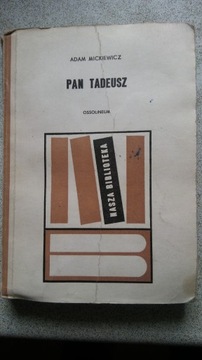 ADAM MICKIEWICZ
PAN TADEUSZ
OSSOLINEUM
NASZA BIBLIOTEKA